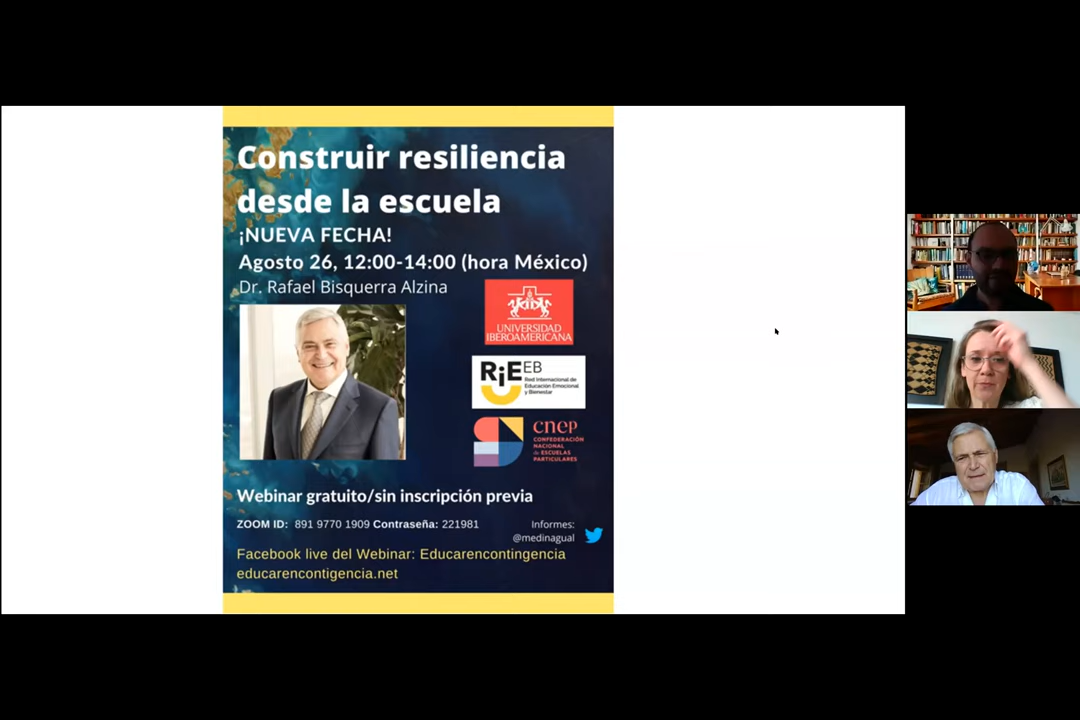 Construir resiliencia
desde la escuela
¡NUEVA FECHA!
Agosto 26, 12:00-14:00 (hora México)
Dr. Rafael Bisquerra Alzina
UNIVERSIDAD
IBEROAMERICANA
RiEEB
Red Internacional de
Educación Emocional
y Bienestar
cnep
CONFEDERACIÓN
NACIONAL
de ESCUELAS
PARTICULARES
Webinar gratuito/sin inscripción previa
ZOOM ID: 891 9770 1909 Contraseña: 221981
Informes:
@medinagual
Facebook live del Webinar: Educarencontingencia
educarencontigencia.net